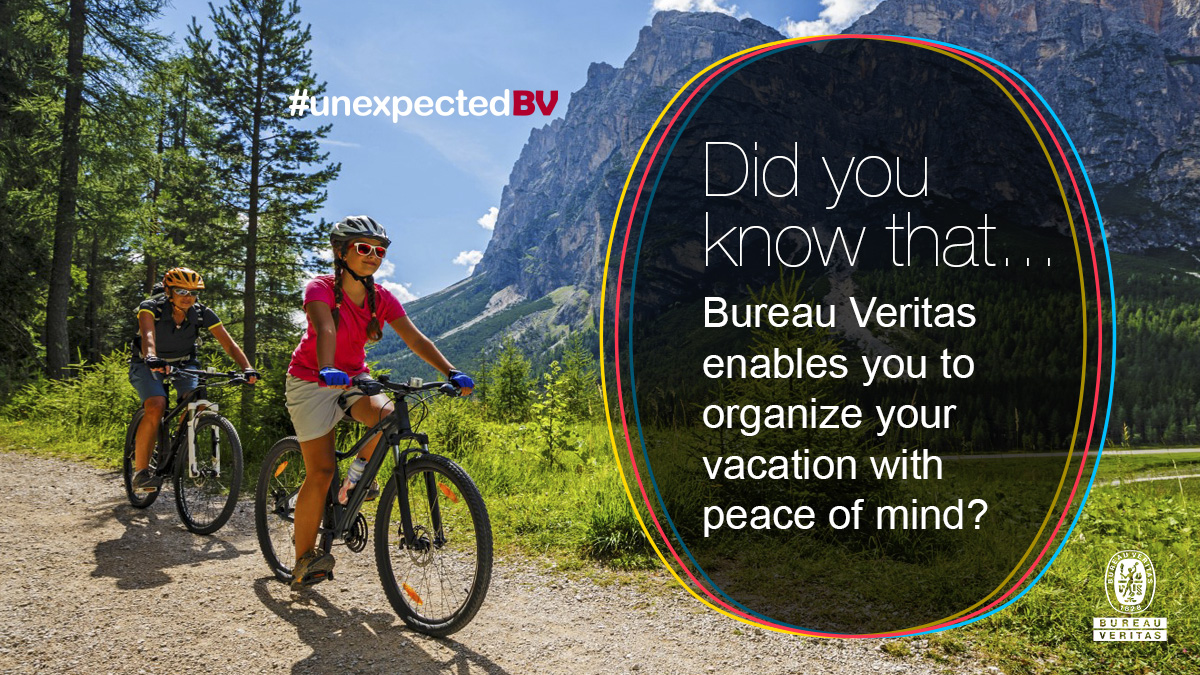 #unexpectedBV
Did you
know that...
Bureau Veritas
enables you to
organize your
vacation with
peace of mind?
BUREAU VERITAS
1828
BUREAU
VERITAS